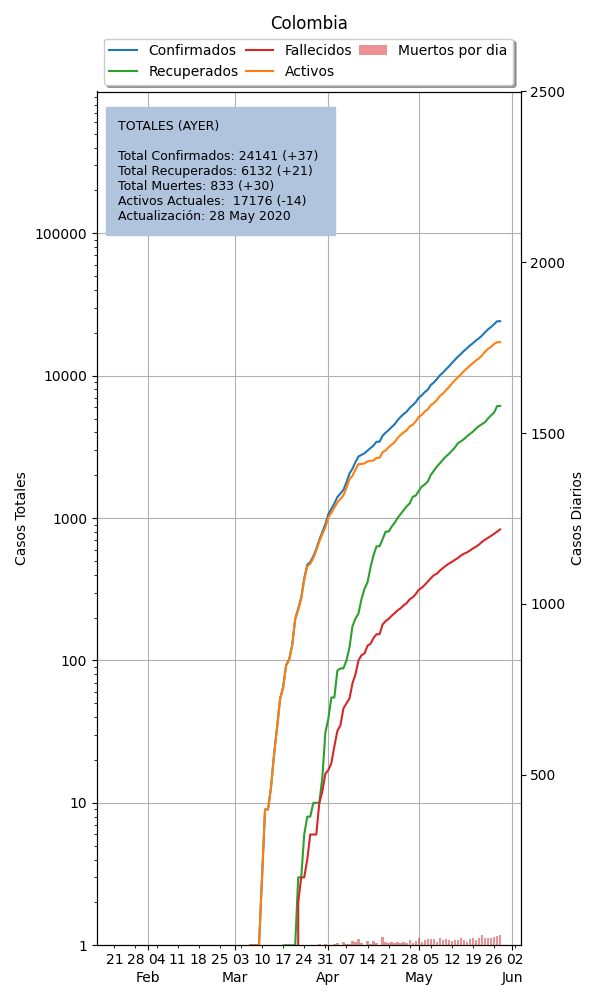 Colombia
Confirmados Fallecidos Muertos por dia
Recuperados Activos
TOTALES (AYER)
Total Confirmados: 24141 (+37)
Total Recuperados: 6132 (+21)
Total Muertes: 833 (+30)
Activos Actuales:  17176 (-14)
Actualización: 28 May 2020
100000
10000
1000
100
10
1
Casos Totales
2500
2000
1500
1000
500
Casos Diarios
21 28 04 11 18 25 03 10 17 24 31 07 14 21 28 05 12 19 26 02
Feb Mar Apr May Jun